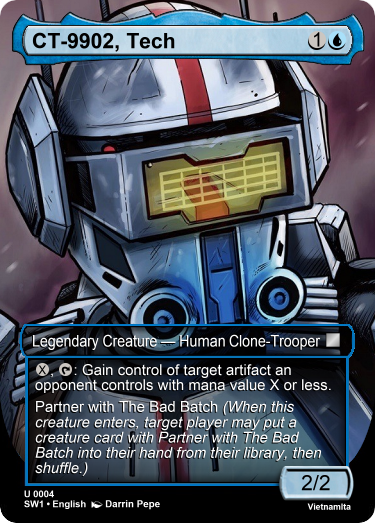 CT-9902, Tech
1
Legendary Creature — Human Clone-Trooper
X, : Gain control of target artifact an
opponent controls with mana value X or less.
Partner with The Bad Batch (When this
creature enters, target player may put a
creature card with Partner with The Bad
Batch into their hand from their library, then
shuffle.)
2/2
U 0004
SW1 • English Darrin Pepe
Vietnamita